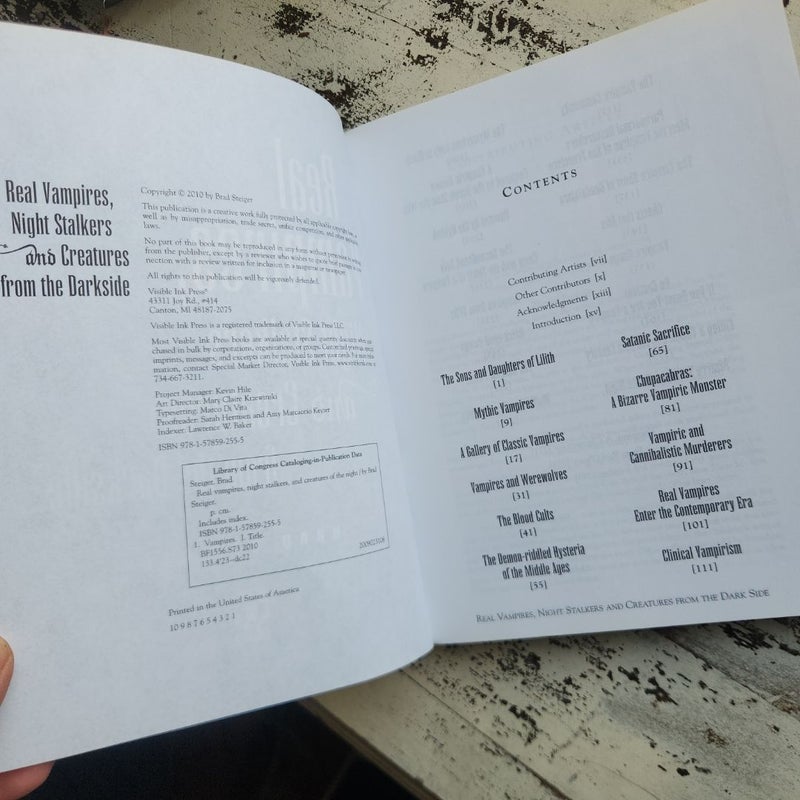 Real Vampires,
Night Stalkers
and Creatures
from the Darkside
Copyright © 2010 by Brad Steiger
This publication is a creative work fully protected by all applicable copyright laws, as
well as by misappropriation, trade secret, unfair competition, and other applicable
laws.
No part of this book may be reproduced in any form without permission in writing
from the publisher, except by a reviewer who wishes to quote brief passages in con-
nection with a review written for inclusion in a magazine or newspaper.
All rights to this publication will be vigorously defended.
Visible Ink Press®
43311 Joy Rd., #414
Canton, MI 48187-2075
Visible Ink Press is a registered trademark of Visible Ink Press LLC.
Most Visible Ink Press books are available at special quantity discounts when pur-
chased in bulk by corporations, organizations, or groups. Customized printings, special
imprints, messages, and excerpts can be produced to meet your needs. For more infor-
mation, contact Special Market Director, Visible Ink Press, www.visibleink.com, or
734-667-3211.
Project Manager: Kevin Hile
Art Director: Mary Claire Krzewinski
Typesetting: Marco Di Vita
Proofreader: Sarah Hermsen and Amy Marcaccio Keyzer
Indexer: Lawrence W. Baker
ISBN 978-1-57859-255-5
Library of Congress Cataloging-in-Publication Data
Steiger, Brad.
Real vampires, night stalkers, and creatures of the night / by Brad
Steiger.
p. cm.
Includes index.
ISBN 978-1-57859-255-5
1. Vampires. I. Title.
BF1556.S73 2010
133.4'23--dc22
Printed in the United States of America
10 9 8 7 6 5 4 3 2 1
CONTENTS
Contributing Artists [vii]
Other Contributors [x]
Acknowledgments [xiii]
Introduction [xv]
The Sons and Daughters of Lilith
[1]
Mythic Vampires
[9]
A Gallery of Classic Vampires
[17]
Vampires and Werewolves
[31]
The Blood Cults
[41]
The Demon-riddled Hysteria
of the Middle Ages
[55]
Satanic Sacrifice
[65]
Chupacabras:
A Bizarre Vampiric Monster
[81]
Vampiric and
Cannibalistic Murderers
[91]
Real Vampires
Enter the Contemporary Era
[101]
Clinical Vampirism
[111]
REAL VAMPIRES, NIGHT STALKERS AND CREATURES FROM THE DARK SIDE